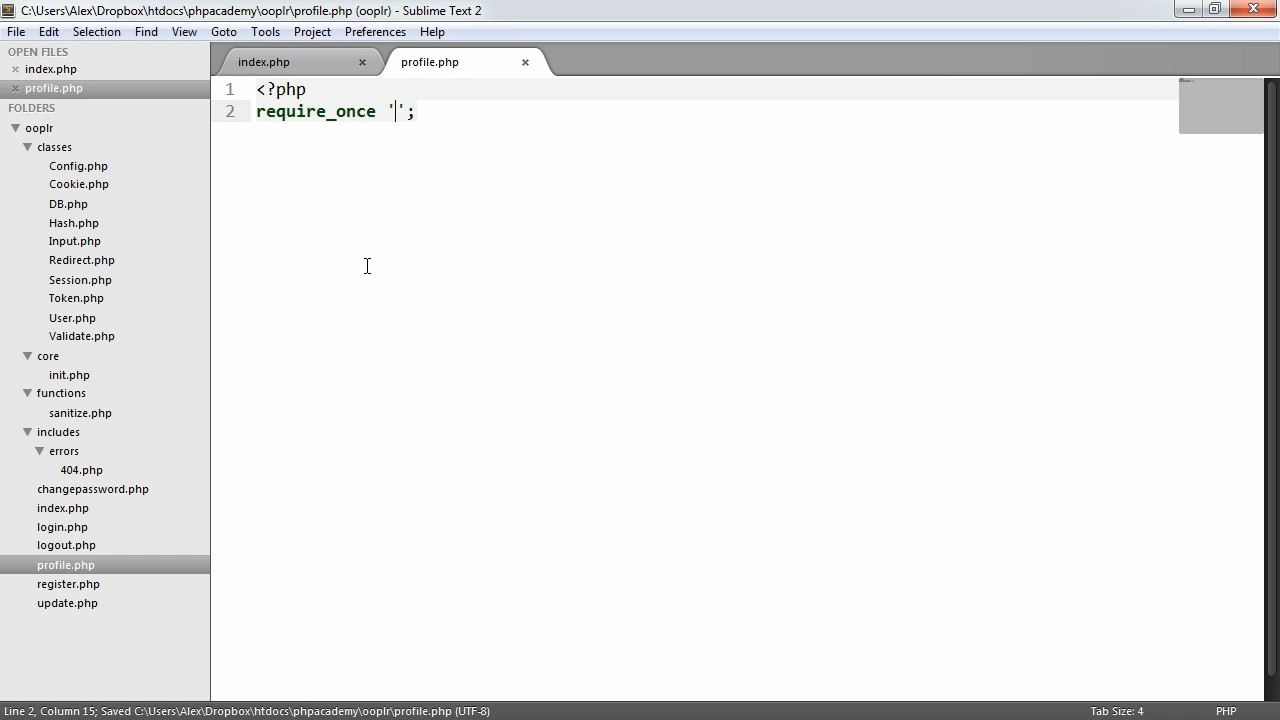 C:\Users\Alex\Dropbox\htdocs\phpacademy\ooplr\profile.php (ooplr) - Sublime Text 2
File Edit Selection Find View Goto Tools Project Preferences Help
OPEN FILES
index.php
profile.php
FOLDERS
ooplr
classes
Config.php
Cookie.php
DB.php
Hash.php
Input.php
Redirect.php
Session.php
Token.php
User.php
Validate.php
core
init.php
functions
sanitize.php
includes
errors
404.php
changepassword.php
index.php
login.php
logout.php
profile.php
register.php
update.php
index.php profile.php
1 <?php
2 require_once '';
Line 2, Column 15; Saved C:\Users\Alex\Dropbox\htdocs\phpacademy\ooplr\profile.php (UTF-8) Tab Size: 4 PHP